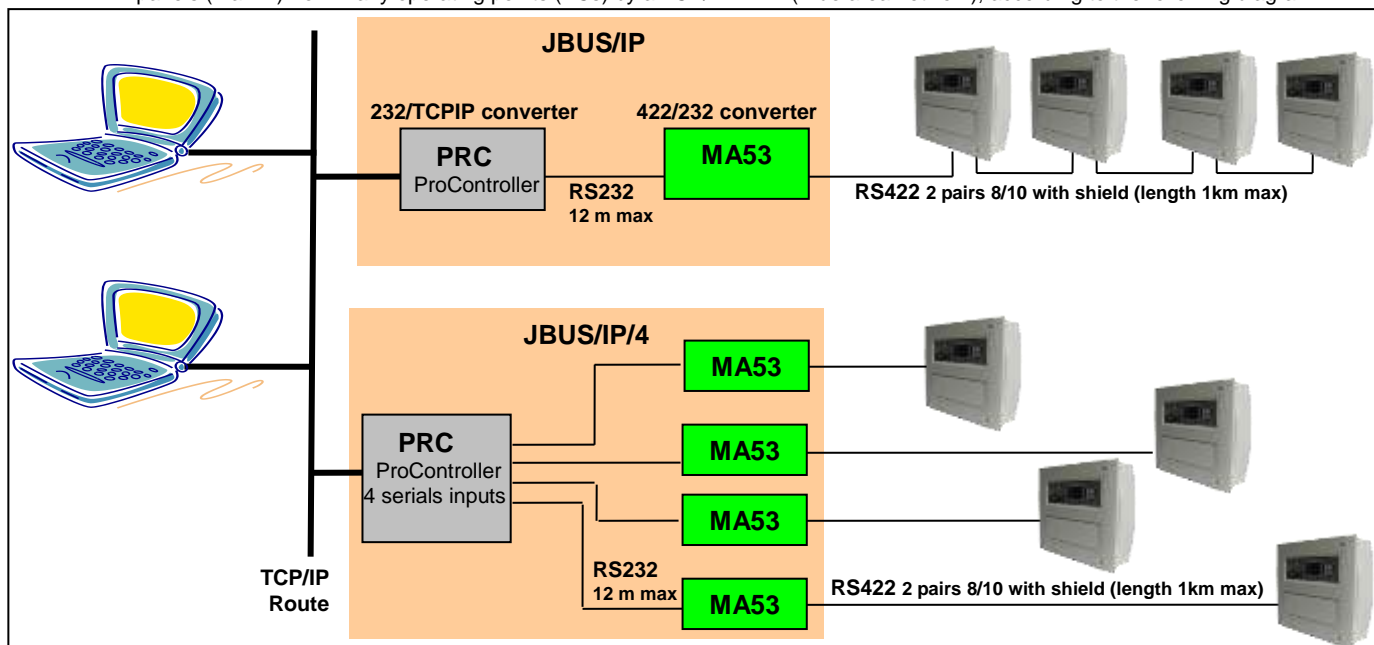 JBUS/IP
232/TCPIP converter
422/232 converter
PRC
ProController
MA53
RS232
12 m max
RS422 2 pairs 8/10 with shield (length 1km max)
JBUS/IP/4
PRC
ProController
4 serials inputs
MA53
MA53
MA53
MA53
RS232
12 m max
RS422 2 pairs 8/10 with shield (length 1km max)
TCP/IP
Route